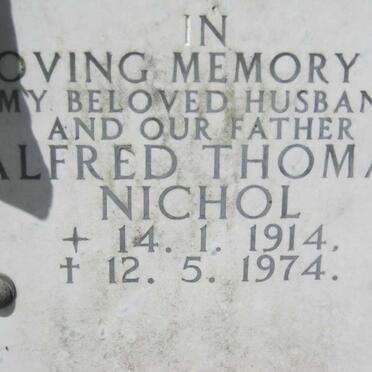 IN
OVING MEMORY
MY BELOVED HUSBAN
AND OUR FATHER
ALFRED THOMA
NICHOL
+ 14. 1. 1914,
† 12. 5. 1974.